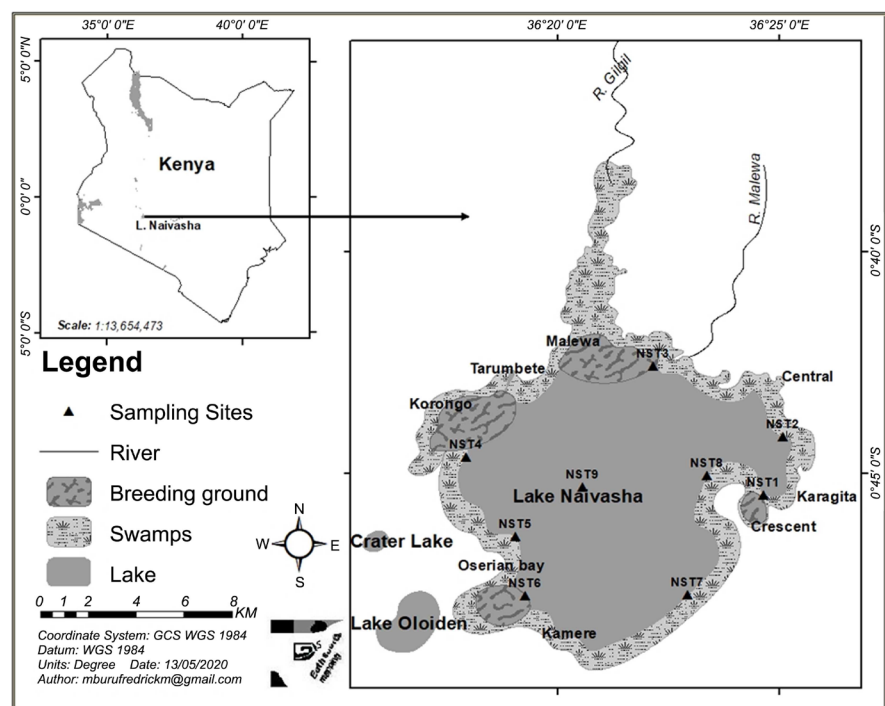 35°0' 0"E
40°0' 0"E
36°20' 0"E
36°25' 0"E
5°0' 0"N
0°0' 0"
5°0' 0"S
0°40' 0"S
0°45' 0"S
Kenya
L. Naivasha
Scale: 1:13,654,473
R. Gilgil
R. Malewa
Malewa
NST3
Tarumbete
Central
Korongo
NST2
NST4
NST8
NST9
NST1
Lake Naivasha
Karagita
Crescent
NST5
Crater Lake
Oserian bay
NST6
NST7
Lake Oloiden
Kamere
Legend
Sampling Sites
River
Breeding ground
Swamps
Lake
N
W
E
S
0 1 2 4 6 8
KM
Coordinate System: GCS WGS 1984
Datum: WGS 1984
Units: Degree Date: 13/05/2020
Author: mburufredrickm@gmail.com